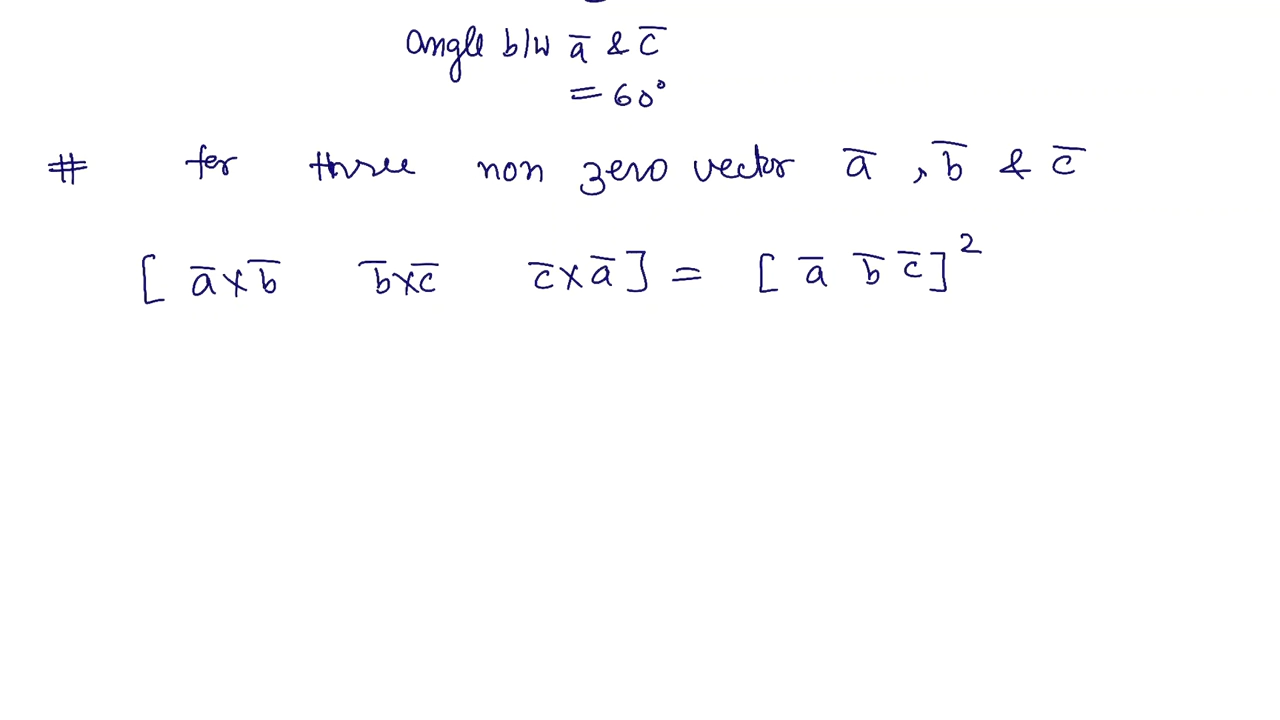 angle b/w a̅ & c̅
= 60°
# for three non zero vector a̅ , b̅ & c̅
[ a̅×b̅ b̅×c̅ c̅×a̅ ] = [ a̅ b̅ c̅ ]²